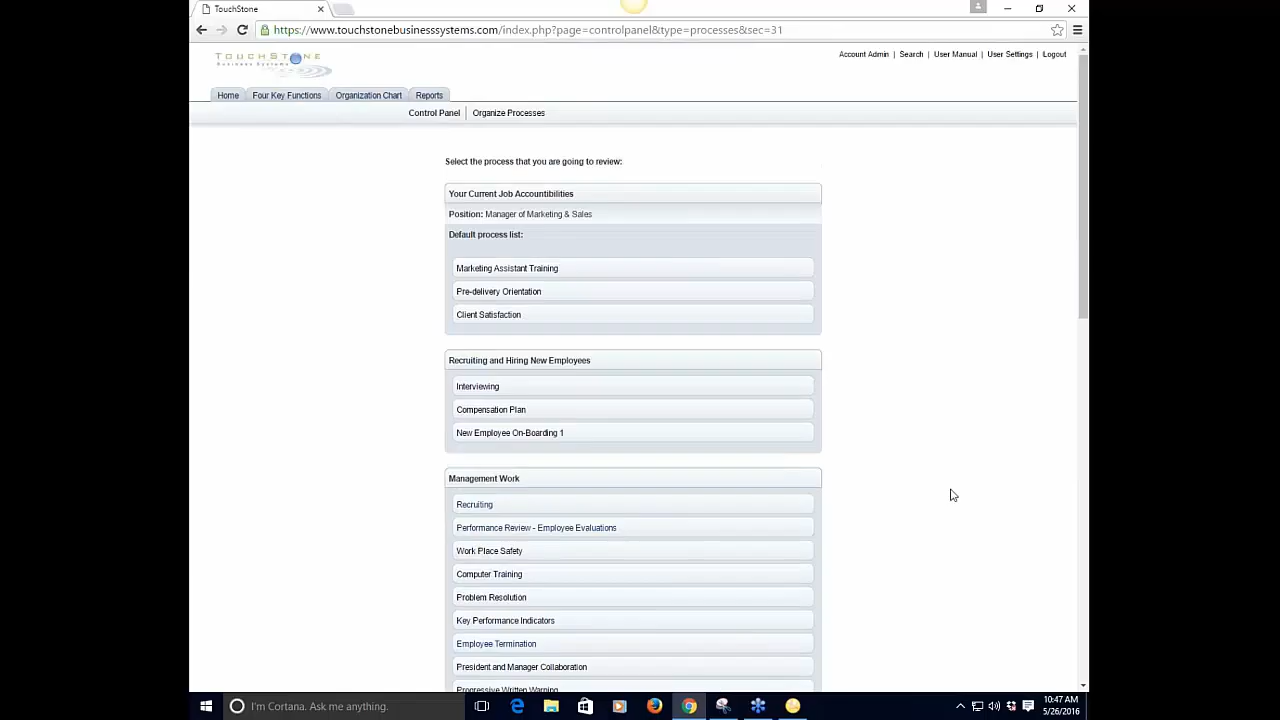 TouchStone
https://www.touchstonebusinesssystems.com/index.php?page=controlpanel&type=processes&sec=31
TOUCHSTONE
Business Systems
Account Admin | Search | User Manual | User Settings | Logout
Home Four Key Functions Organization Chart Reports
Control Panel | Organize Processes
Select the process that you are going to review:
Your Current Job Accountibilities
Position: Manager of Marketing & Sales
Default process list:
Marketing Assistant Training
Pre-delivery Orientation
Client Satisfaction
Recruiting and Hiring New Employees
Interviewing
Compensation Plan
New Employee On-Boarding 1
Management Work
Recruiting
Performance Review - Employee Evaluations
Work Place Safety
Computer Training
Problem Resolution
Key Performance Indicators
Employee Termination
President and Manager Collaboration
Progressive Written Warning
I'm Cortana. Ask me anything.
10:47 AM
5/26/2016